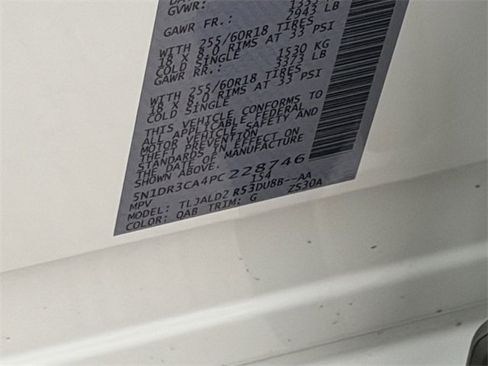 GVWR:
GAWR FR.: 2943 LB
WITH 255/60R18 TIRES
18 X 8.0 RIMS AT 33 PSI
COLD SINGLE 1530 KG
GAWR RR.: 3373 LB
WITH 255/60R18 TIRES
18 X 8.0 RIMS AT 33 PSI
COLD SINGLE
THIS VEHICLE CONFORMS TO
ALL APPLICABLE FEDERAL
MOTOR VEHICLE SAFETY AND
THEFT PREVENTION
STANDARDS IN EFFECT ON
THE DATE OF MANUFACTURE
SHOWN ABOVE.
5N1DR3CA4PC228746
MPV 154
MODEL: TLJALD2 R53DU8B--AA
COLOR: QAB TRIM: G ZS30A